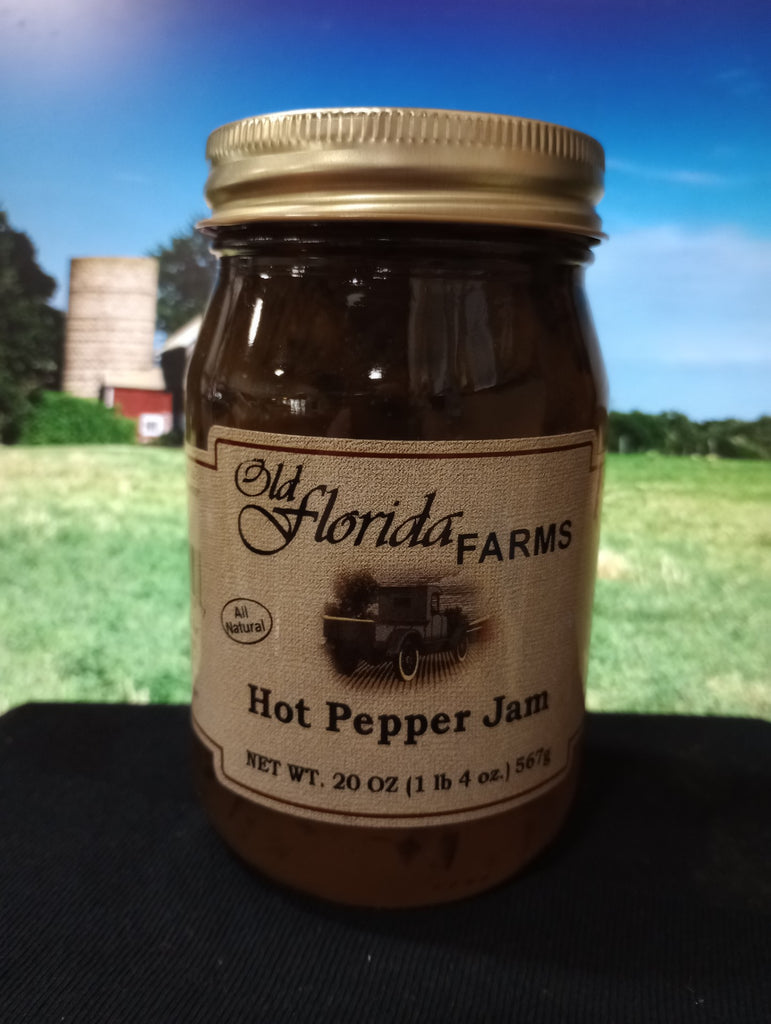 Old
Florida FARMS
All
Natural
Hot Pepper Jam
NET WT. 20 OZ (1 lb 4 oz.) 567g